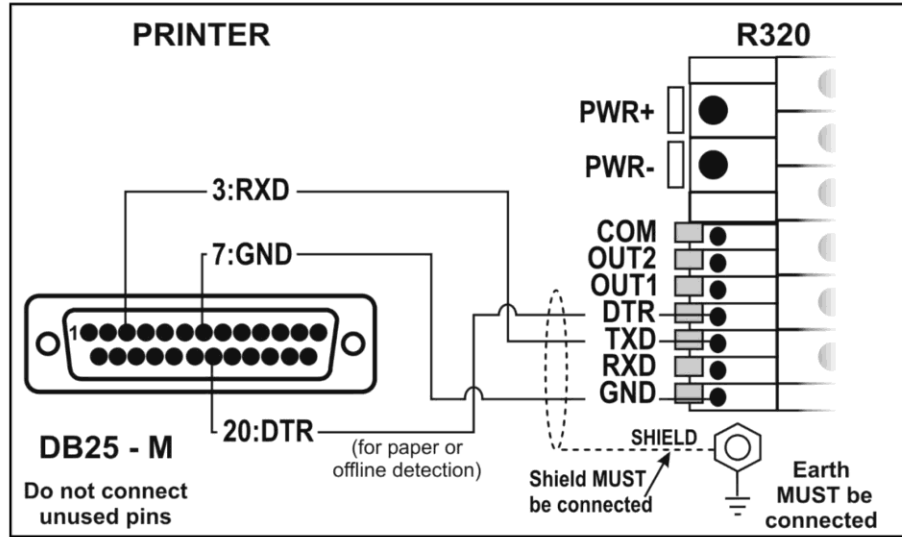 PRINTER
R320
PWR+
PWR-
3:RXD
7:GND
COM
OUT2
OUT1
DTR
TXD
RXD
GND
1
20:DTR
(for paper or
offline detection)
DB25 - M
Do not connect
unused pins
SHIELD
Shield MUST
be connected
Earth
MUST be
connected